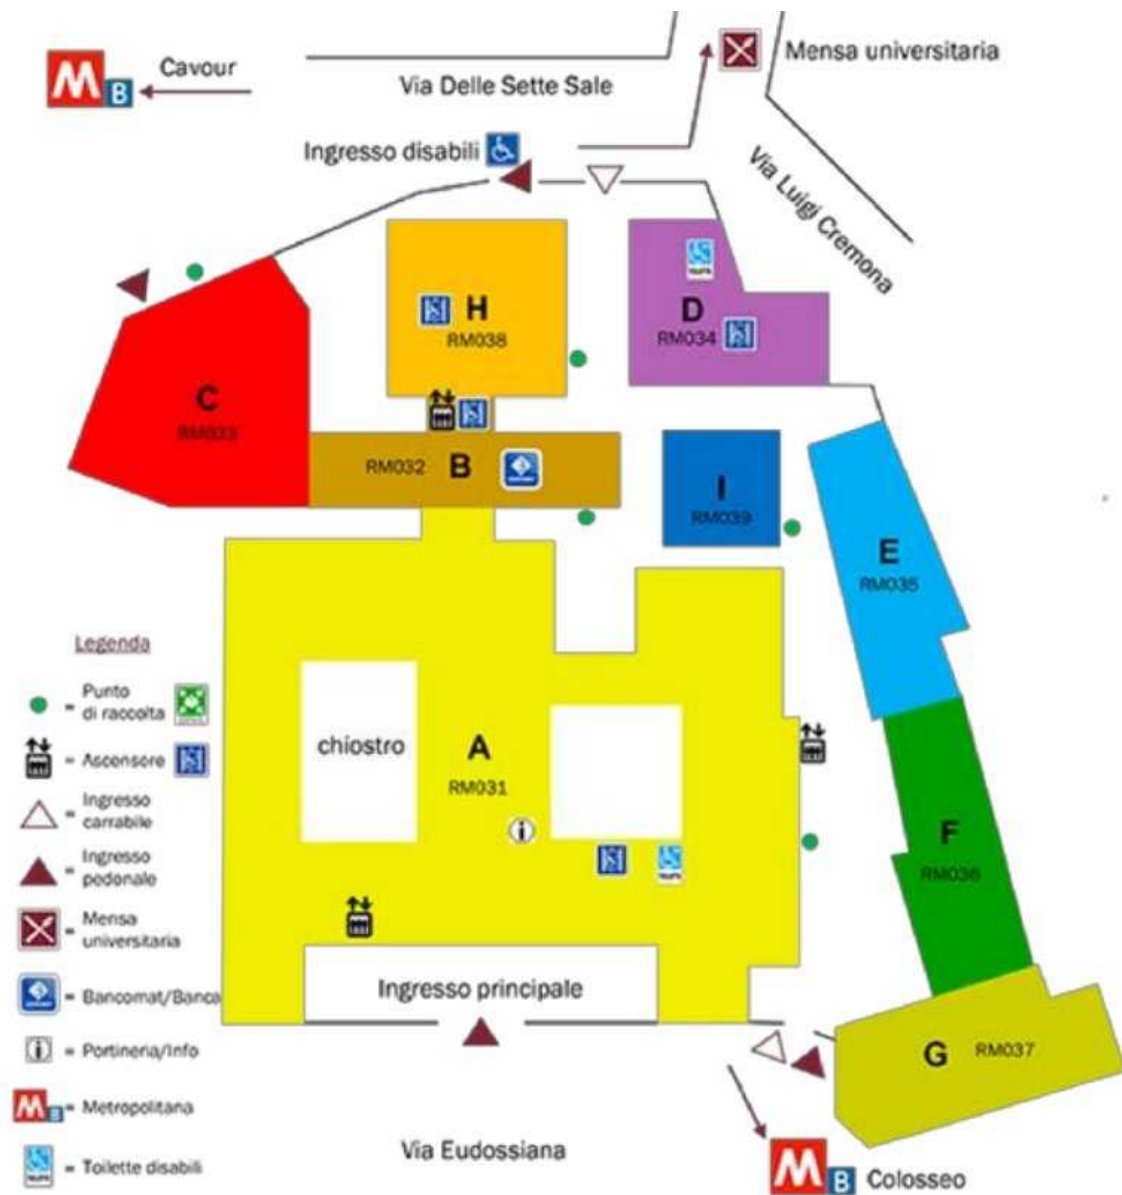 M
B
Cavour
Via Delle Sette Sale
Mensa universitaria
Ingresso disabili
Via Luigi Cremona
H
RM038
D
RM034
C
RM033
RM032
B
I
RM039
E
RM035
Legenda
= Punto
di raccolta
= Ascensore
= Ingresso
carrabile
= Ingresso
pedonale
= Mensa
universitaria
= Bancomat/Banca
= Portineria/Info
M
B
= Metropolitana
= Toilette disabili
chiostro
A
RM031
i
F
RM036
Ingresso principale
G
RM037
Via Eudossiana
M
B
Colosseo